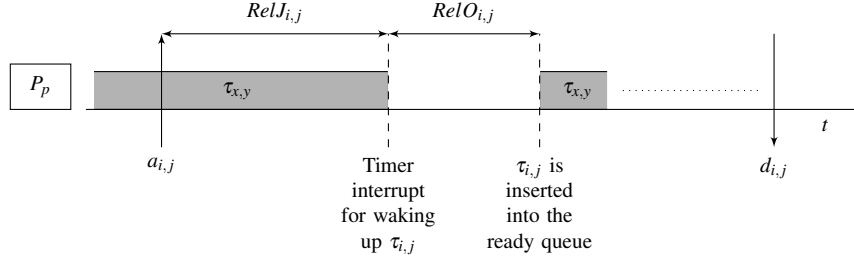 RelJ_{i,j} RelO_{i,j}
P_p τ_{x,y} τ_{x,y}
t
a_{i,j} Timer τ_{i,j} is d_{i,j}
interrupt inserted
for waking into the
up τ_{i,j} ready queue